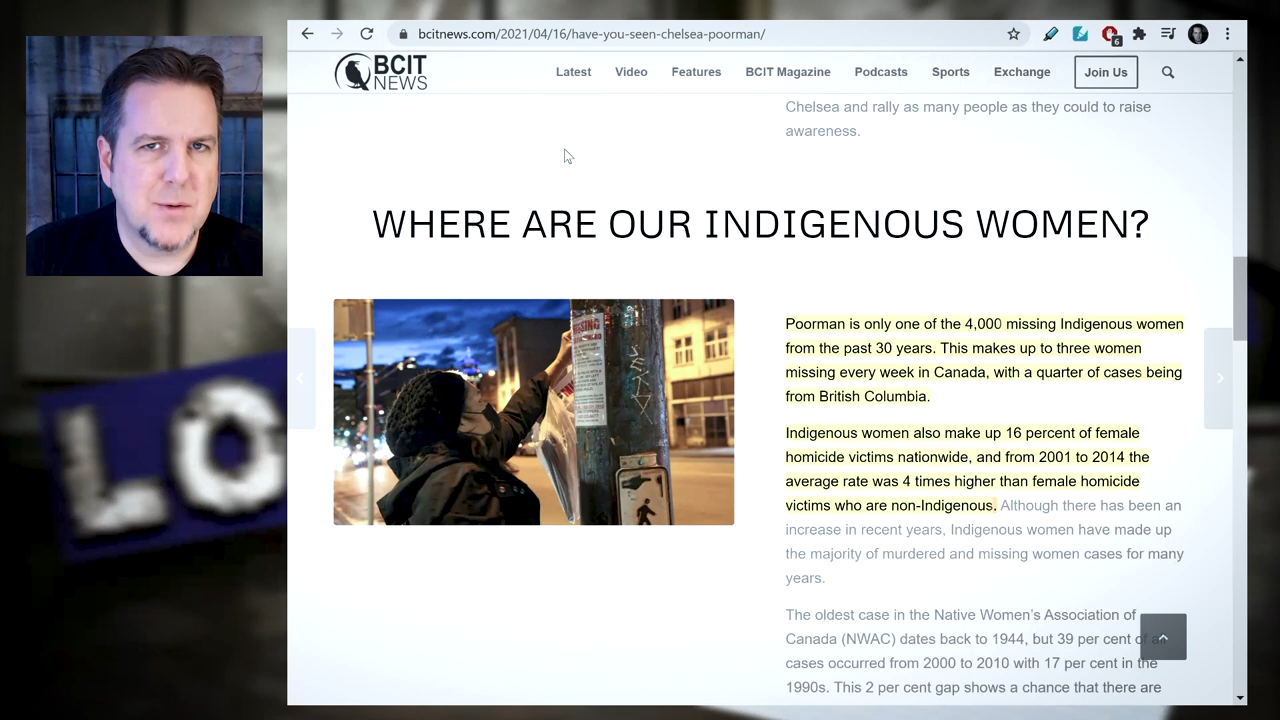 bcitnews.com/2021/04/16/have-you-seen-chelsea-poorman/
6
BCIT
NEWS
Latest
Video
Features
BCIT Magazine
Podcasts
Sports
Exchange
Join Us
Chelsea and rally as many people as they could to raise
awareness.
WHERE ARE OUR INDIGENOUS WOMEN?
MISSING
Poorman is only one of the 4,000 missing Indigenous women
from the past 30 years. This makes up to three women
missing every week in Canada, with a quarter of cases being
from British Columbia.
Indigenous women also make up 16 percent of female
homicide victims nationwide, and from 2001 to 2014 the
average rate was 4 times higher than female homicide
victims who are non-Indigenous. Although there has been an
increase in recent years, Indigenous women have made up
the majority of murdered and missing women cases for many
years.
The oldest case in the Native Women's Association of
Canada (NWAC) dates back to 1944, but 39 per cent of an
cases occurred from 2000 to 2010 with 17 per cent in the
1990s. This 2 per cent gap shows a chance that there are
LO